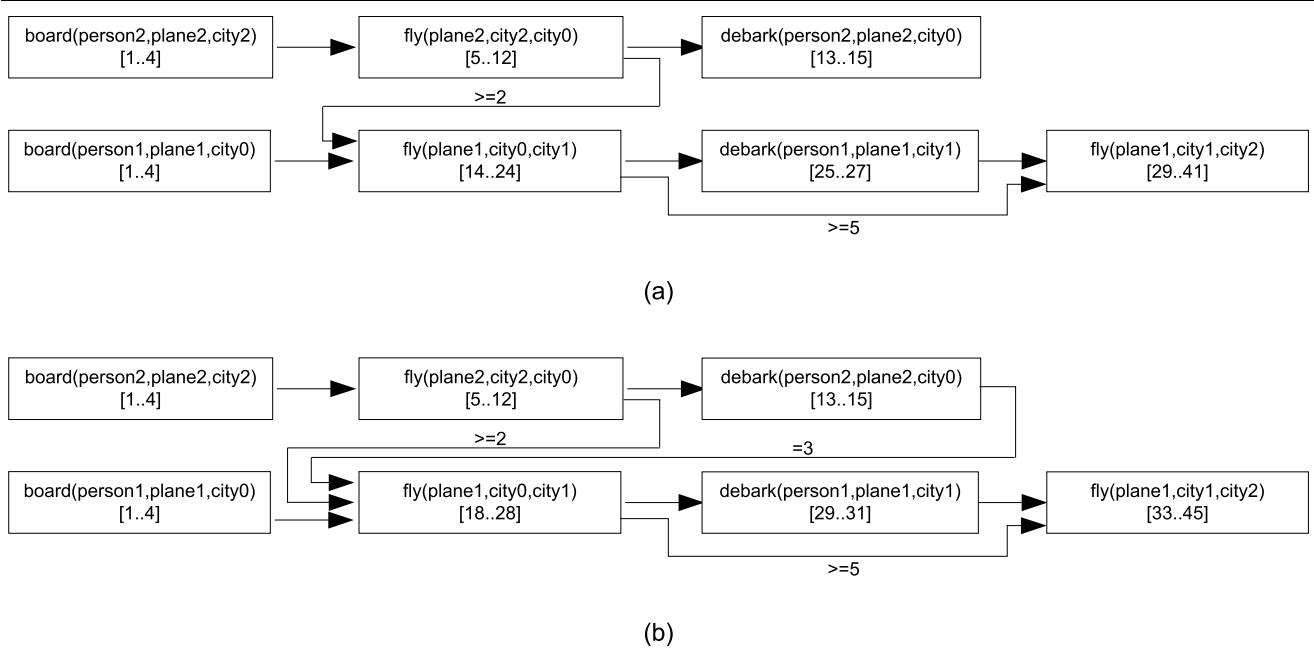 board(person2,plane2,city2)
[1..4]
fly(plane2,city2,city0)
[5..12]
debark(person2,plane2,city0)
[13..15]
>=2
board(person1,plane1,city0)
[1..4]
fly(plane1,city0,city1)
[14..24]
debark(person1,plane1,city1)
[25..27]
fly(plane1,city1,city2)
[29..41]
>=5
(a)
board(person2,plane2,city2)
[1..4]
fly(plane2,city2,city0)
[5..12]
debark(person2,plane2,city0)
[13..15]
>=2
=3
board(person1,plane1,city0)
[1..4]
fly(plane1,city0,city1)
[18..28]
debark(person1,plane1,city1)
[29..31]
fly(plane1,city1,city2)
[33..45]
>=5
(b)